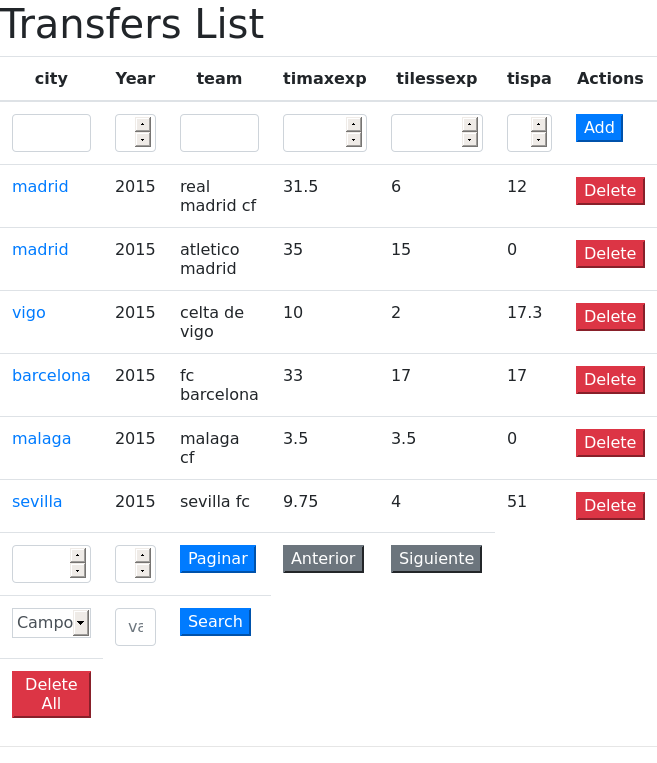 Transfers List
city Year team timaxexp tilessexp tispa Actions
Add
madrid 2015 real 31.5 6 12 Delete
madrid cf
madrid 2015 atletico 35 15 0 Delete
madrid
vigo 2015 celta de 10 2 17.3 Delete
vigo
barcelona 2015 fc 33 17 17 Delete
barcelona
malaga 2015 malaga 3.5 3.5 0 Delete
cf
sevilla 2015 sevilla fc 9.75 4 51 Delete
Paginar Anterior Siguiente
Campo Search
Delete
All